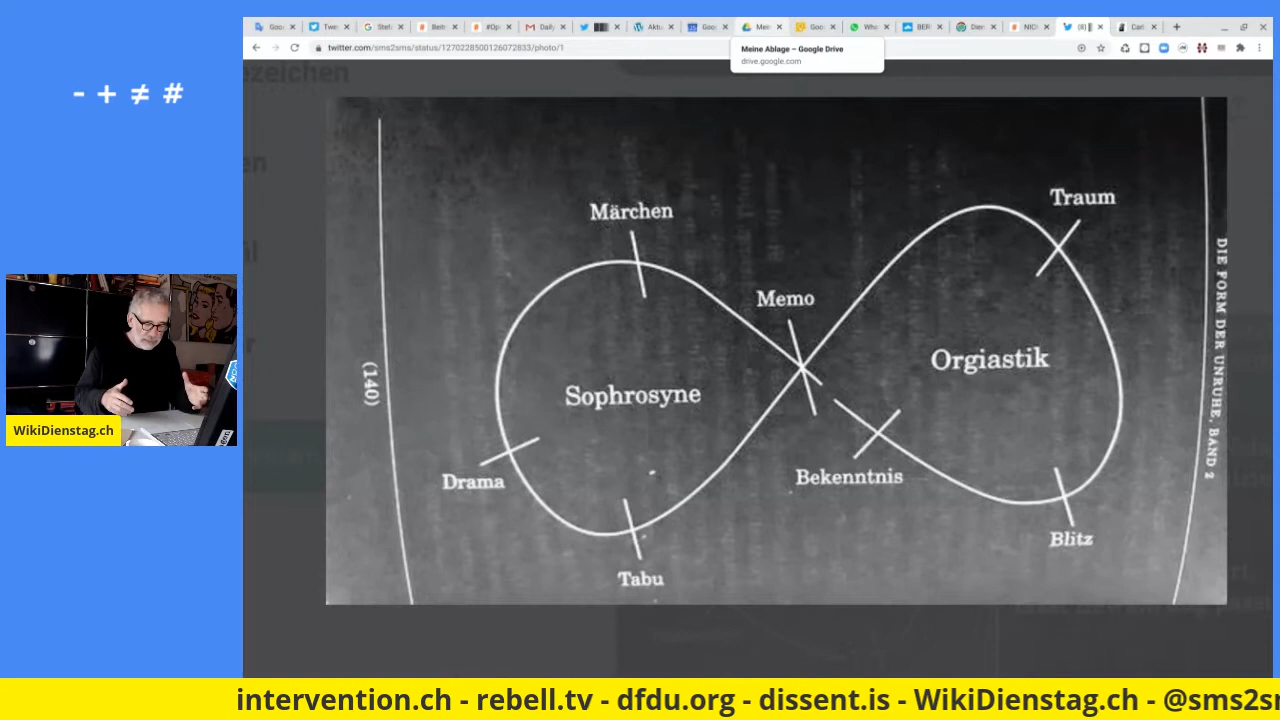 - + ≠ #
WikiDienstag.ch
twitter.com/sms2sms/status/1270228500126072833/photo/1
Meine Ablage – Google Drive
drive.google.com
Märchen
Traum
Memo
Orgiastik
Sophrosyne
Bekenntnis
Drama
Blitz
Tabu
(140)
DIE FORM DER UNRUHE, BAND 2
intervention.ch - rebell.tv - dfdu.org - dissent.is - WikiDienstag.ch -